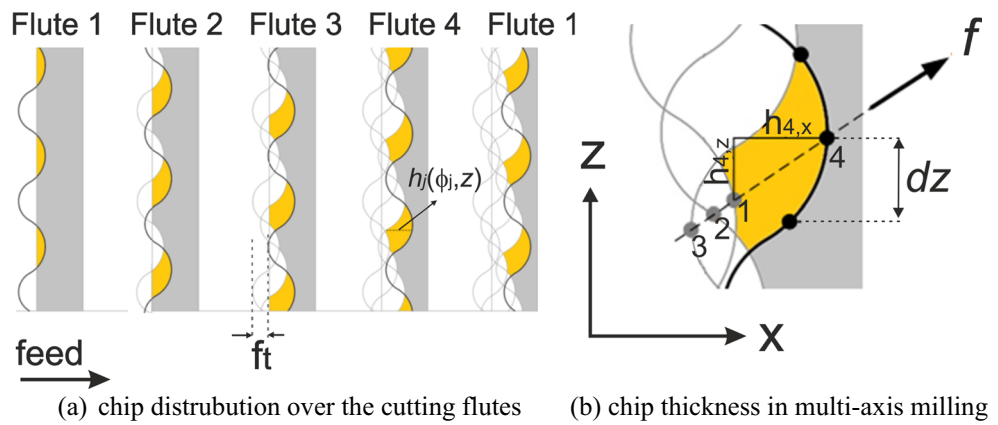 Flute 1 Flute 2 Flute 3 Flute 4 Flute 1
hj(ϕj,z)
ft
feed
(a) chip distrubution over the cutting flutes
f
h4,x
h4,z
4
dz
1
2
3
z
x
(b) chip thickness in multi-axis milling